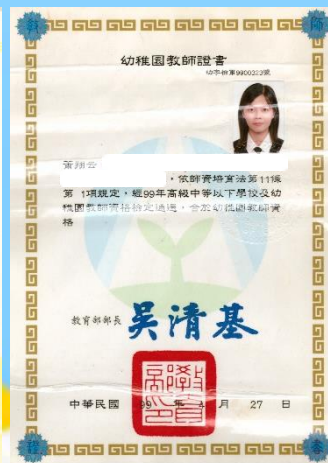 幼稚園教師證書
，依師資培育法第11條
第 1項規定，經99年高級中等以下學校及幼
稚園教師資格檢定通過，合於幼稚園教師資
格
教育部部長 吳清基
中華民國 99 年 月 27 日